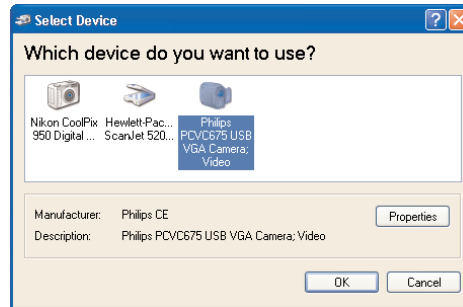 Select Device
Which device do you want to use?
Nikon CoolPix
950 Digital ...
Hewlett-Pac...
ScanJet 520...
Philips
PCVC675 USB
VGA Camera;
Video
Manufacturer: Philips CE
Properties
Description: Philips PCVC675 USB VGA Camera; Video
OK Cancel